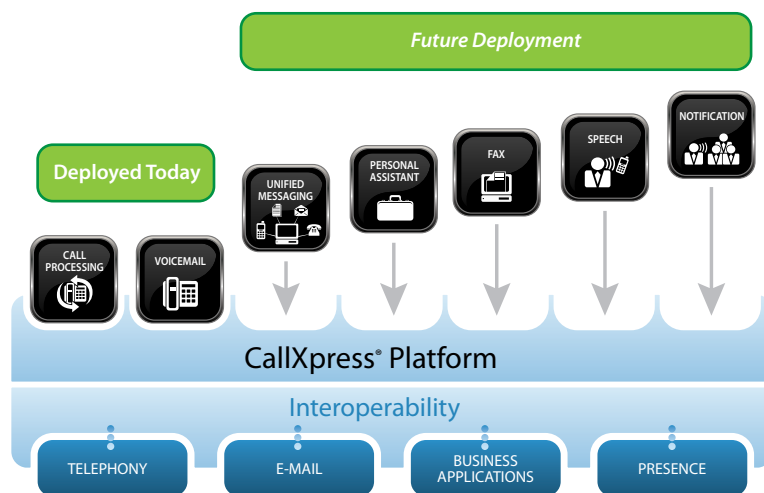 Future Deployment
Deployed Today
CALL
PROCESSING
VOICEMAIL
UNIFIED
MESSAGING
PERSONAL
ASSISTANT
FAX
SPEECH
NOTIFICATION
CallXpress® Platform
Interoperability
TELEPHONY
E-MAIL
BUSINESS
APPLICATIONS
PRESENCE